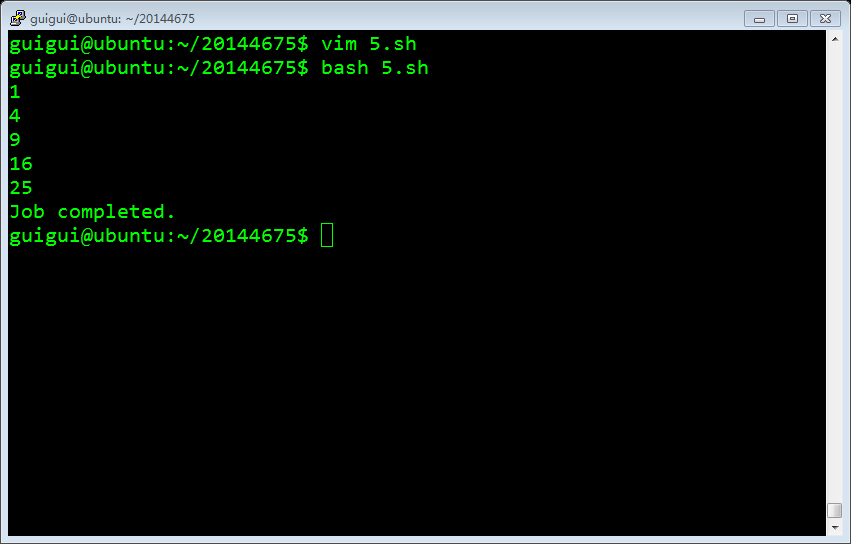 guigui@ubuntu: ~/20144675
guigui@ubuntu:~/20144675$ vim 5.sh
guigui@ubuntu:~/20144675$ bash 5.sh
1
4
9
16
25
Job completed.
guigui@ubuntu:~/20144675$